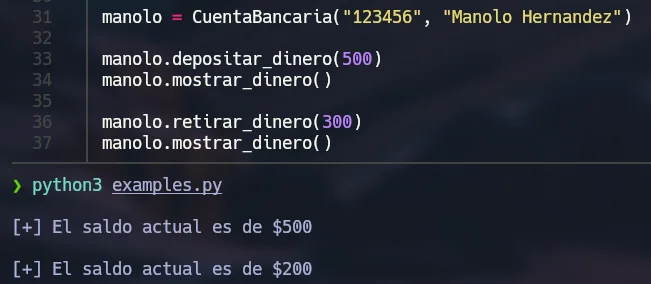 31 manolo = CuentaBancaria("123456", "Manolo Hernandez")
32
33 manolo.depositar_dinero(500)
34 manolo.mostrar_dinero()
35
36 manolo.retirar_dinero(300)
37 manolo.mostrar_dinero()
❯ python3 examples.py
[+] El saldo actual es de $500
[+] El saldo actual es de $200